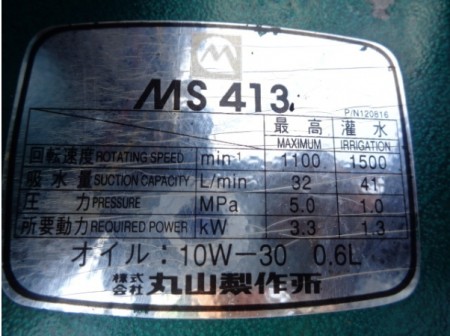 M
MS 413
P/N120816
最高 灌水
MAXIMUM IRRIGATION
回転速度 ROTATING SPEED min-1 1100 1500
吸水量 SUCTION CAPACITY L/min 32 41
圧力 PRESSURE MPa 5.0 1.0
所要動力 REQUIRED POWER kW 3.3 1.3
オイル：10W-30 0.6L
株式会社 丸山製作所